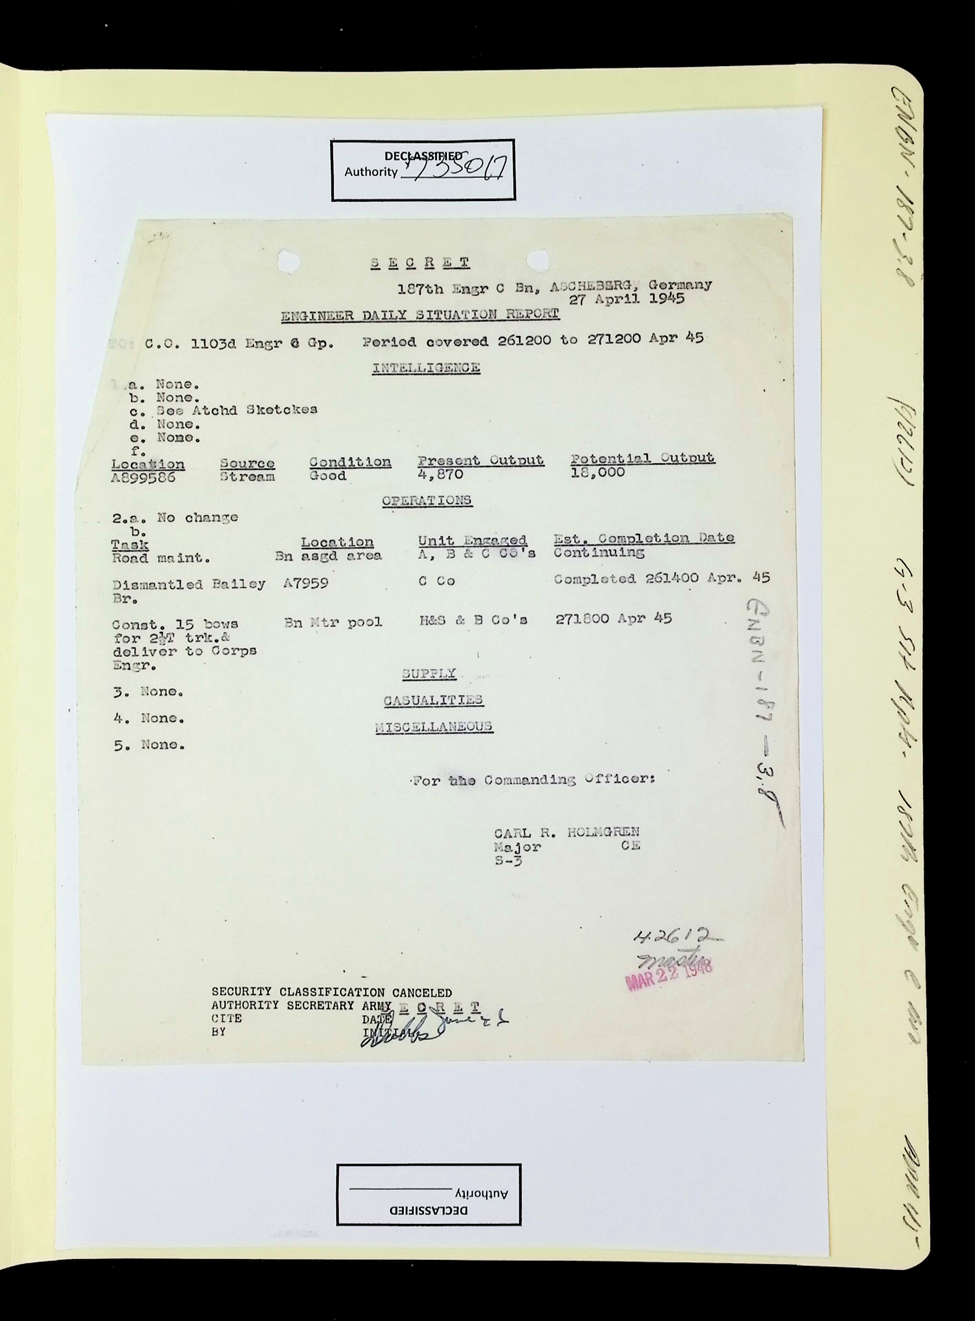 DECLASSIFIED
Authority 735017
S E C R E T
187th Engr C Bn, ASCHEBERG, Germany
27 April 1945
ENGINEER DAILY SITUATION REPORT
TO: C.O. 1103d Engr C Gp. Period covered 261200 to 271200 Apr 45
INTELLIGENCE
1.a. None.
b. None.
c. See Atchd Sketckes
d. None.
e. None.
f.
Location Source Condition Present Output Potential Output
A899586 Stream Good 4,870 18,000
OPERATIONS
2.a. No change
b.
Task Location Unit Engaged Est. Completion Date
Road maint. Bn asgd area A, B & C Co's Continuing
Dismantled Bailey A7959 C Co Completed 261400 Apr. 45
Br.
Const. 15 bows Bn Mtr pool H&S & B Co's 271800 Apr 45
for 2½T trk.&
deliver to Corps
Engr.
SUPPLY
3. None.
CASUALITIES
4. None.
MISCELLANEOUS
5. None.
For the Commanding Officer:
CARL R. HOLMGREN
Major CE
S-3
42612
Master
MAR 22 1948
SECURITY CLASSIFICATION CANCELED
AUTHORITY SECRETARY ARMY E C R E T
CITE DATE June
BY INITIAL
ENBN-187-3.8
DECLASSIFIED
Authority
ENBN-187-3.8 G-3 187th Engr C Bn